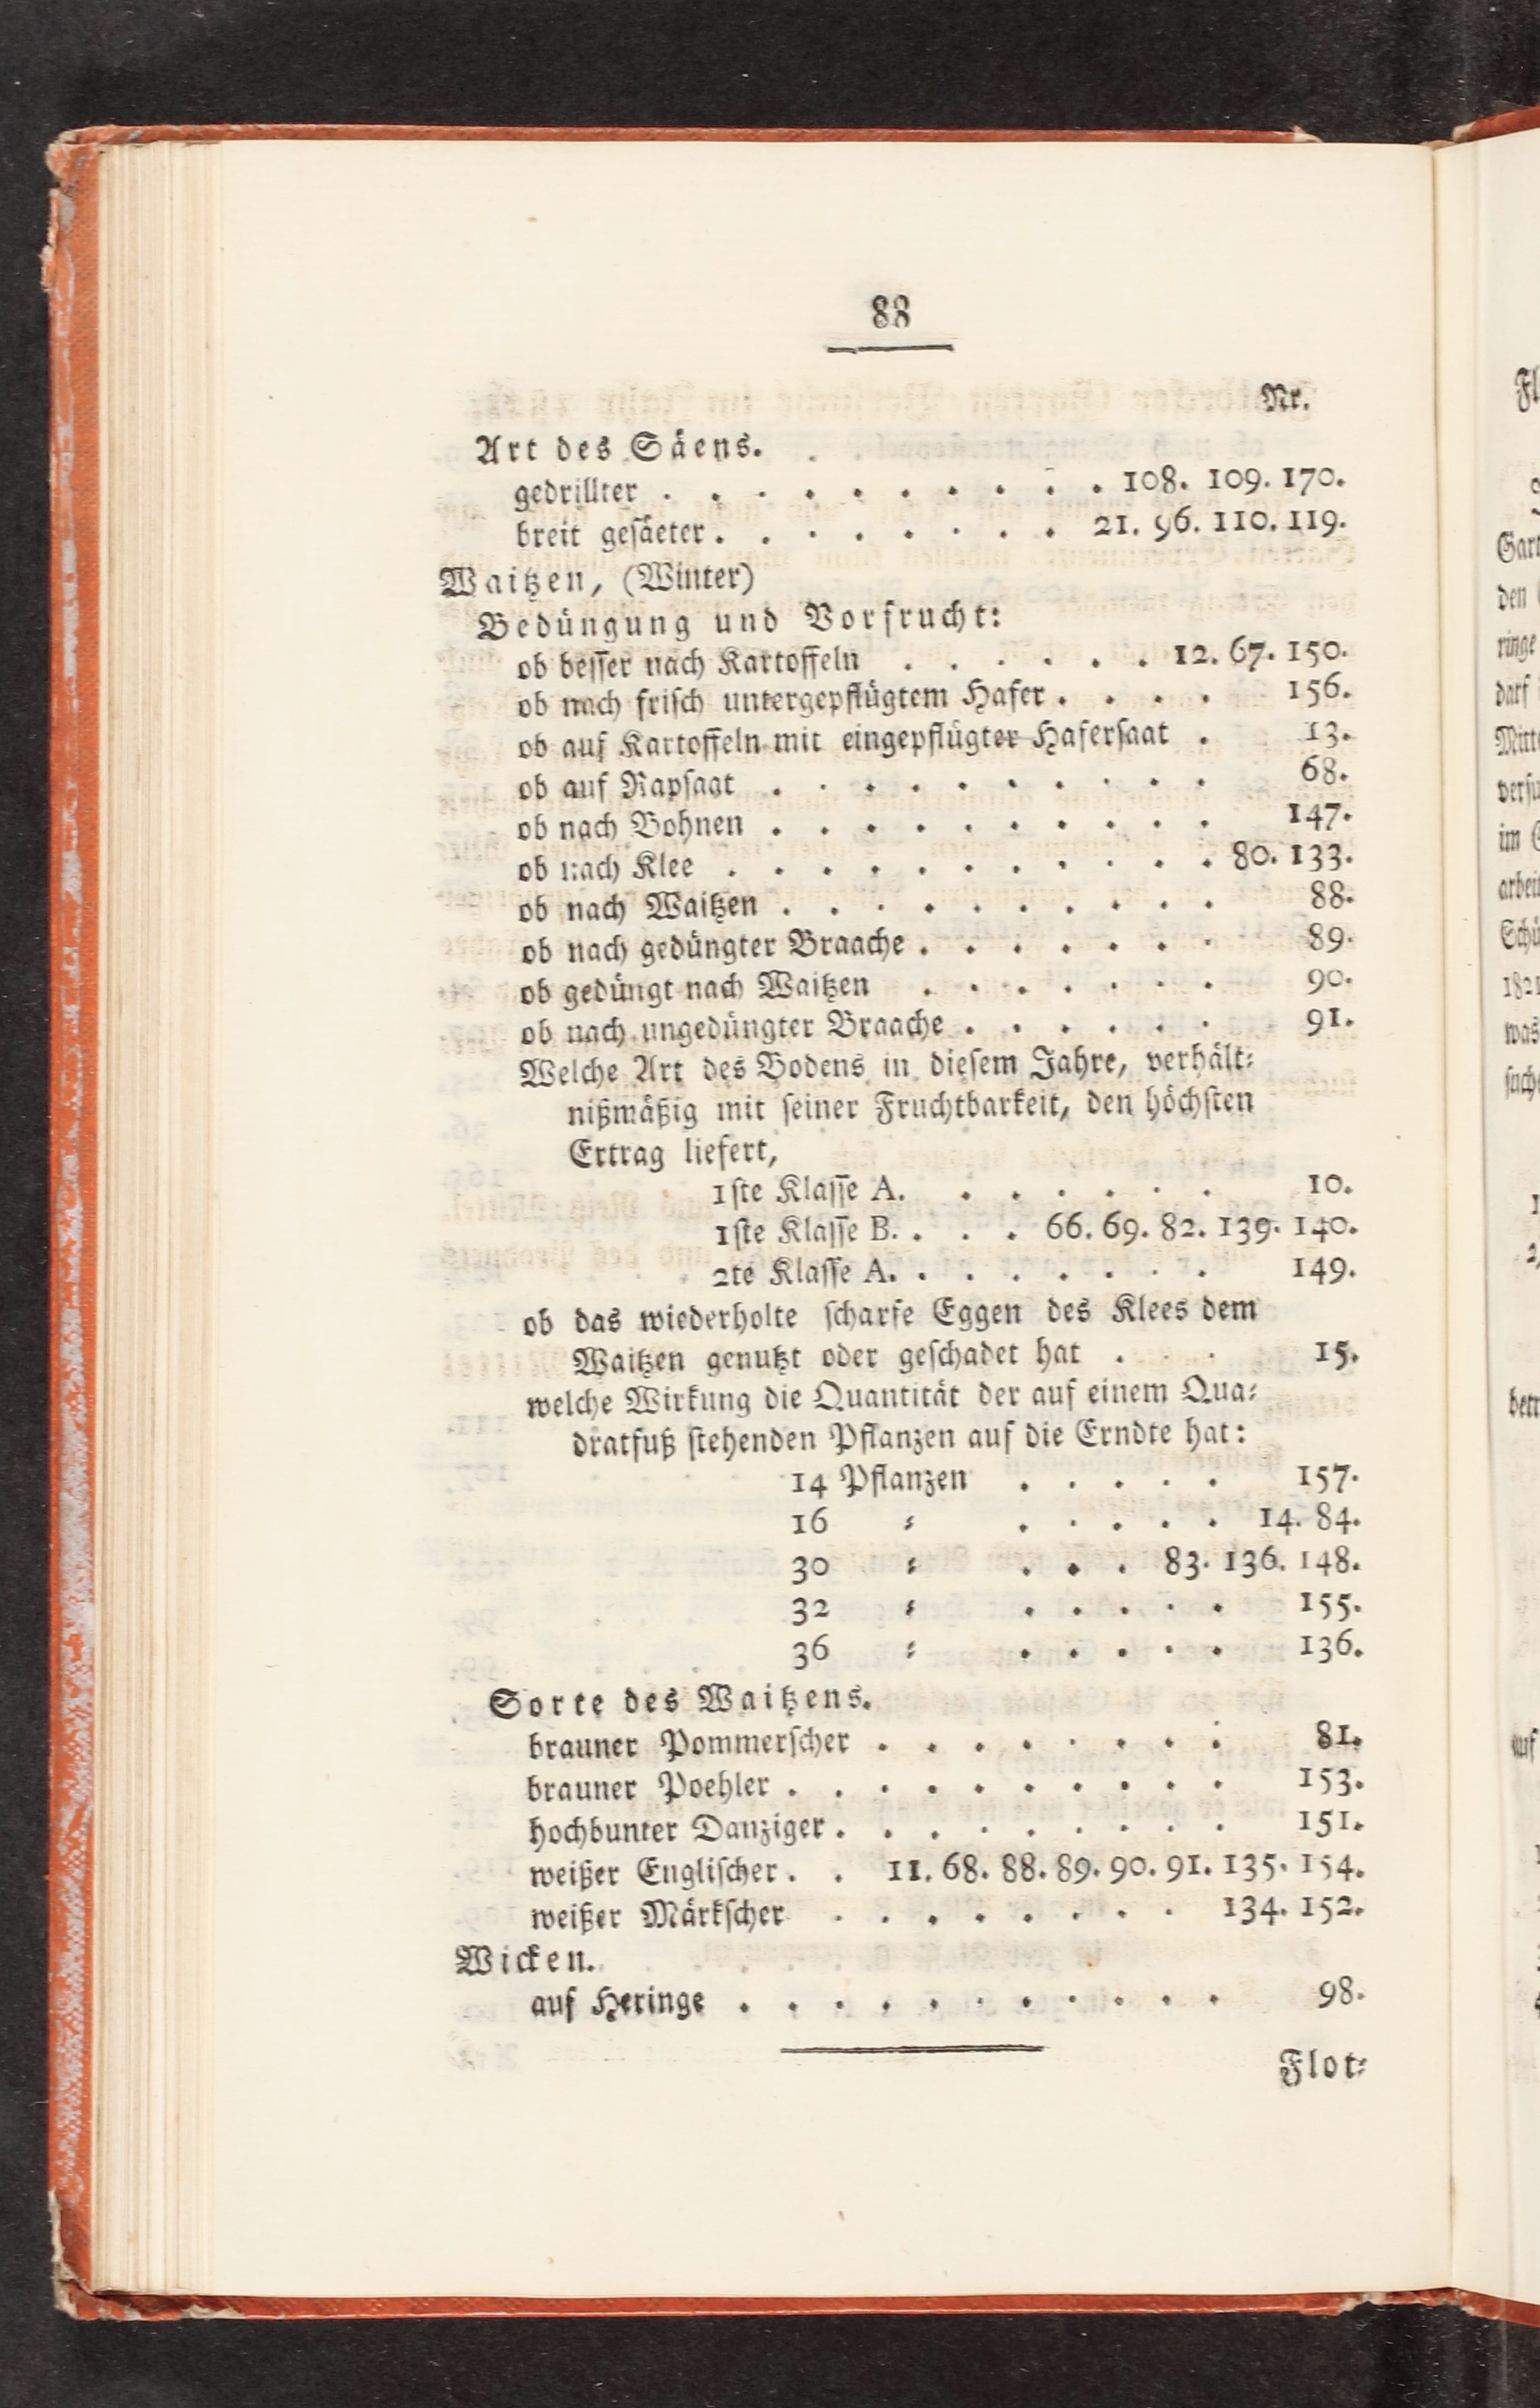 88
Nr.
Art des Säens.
gedrillter . . . . . . . . . . 108. 109. 170.
breit gesäeter . . . . . . . . 21. 96. 110. 119.
Waitzen, (Winter)
Bedüngung und Vorfrucht:
ob besser nach Kartoffeln . . . . . . 12. 67. 150.
ob nach frisch untergepflügtem Hafer . . . . 156.
ob auf Kartoffeln mit eingepflügter Hafersaat . 13.
ob auf Rapsaat . . . . . . . . . . 68.
ob nach Bohnen . . . . . . . . . . 147.
ob nach Klee . . . . . . . . . . . 80. 133.
ob nach Waitzen . . . . . . . . . . 88.
ob nach gedüngter Braache . . . . . . . 89.
ob gedüngt nach Waitzen . . . . . . . 90.
ob nach ungedüngter Braache . . . . . . 91.
Welche Art des Bodens in diesem Jahre, verhält⸗
nißmäßig mit seiner Fruchtbarkeit, den höchsten
Ertrag liefert,
1ste Klasse A. . . . . . . 10.
1ste Klasse B. . . . 66. 69. 82. 139. 140.
2te Klasse A. . . . . . . . 149.
ob das wiederholte scharfe Eggen des Klees dem
Waitzen genutzt oder geschadet hat . . . 15.
welche Wirkung die Quantität der auf einem Qua⸗
dratfuß stehenden Pflanzen auf die Erndte hat:
14 Pflanzen . . . . . 157.
16 ⸗ . . . . . 14. 84.
30 ⸗ . . . 83. 136. 148.
32 ⸗ . . . . . 155.
36 ⸗ . . . . . 136.
Sorte des Waitzens.
brauner Pommerscher . . . . . . . . 81.
brauner Poehler . . . . . . . . . . 153.
hochbunter Danziger . . . . . . . . . 151.
weißer Englischer . . 11. 68. 88. 89. 90. 91. 135. 154.
weißer Märkscher . . . . . . . . 134. 152.
Wicken.
auf Heringe . . . . . . . . . . . 98.
Flot⸗